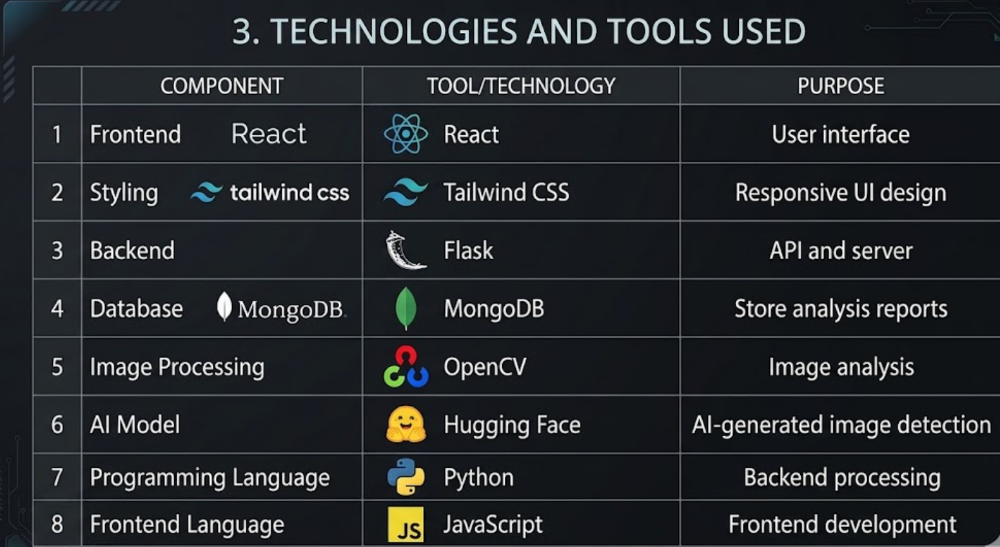 3. TECHNOLOGIES AND TOOLS USED
COMPONENT TOOL/TECHNOLOGY PURPOSE
1 Frontend React React User interface
2 Styling tailwind css Tailwind CSS Responsive UI design
3 Backend Flask API and server
4 Database MongoDB. MongoDB Store analysis reports
5 Image Processing OpenCV Image analysis
6 AI Model Hugging Face AI-generated image detection
7 Programming Language Python Backend processing
8 Frontend Language JS JavaScript Frontend development